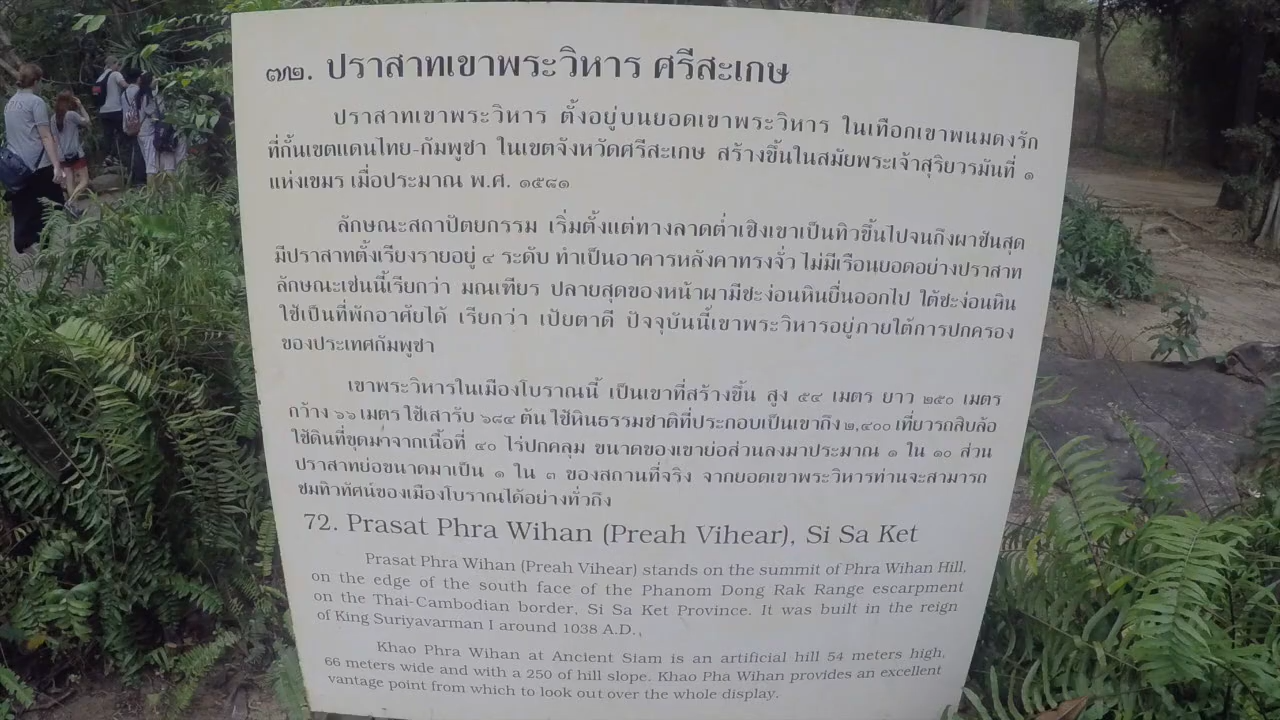 ๗๒. ปราสาทเขาพระวิหาร ศรีสะเกษ
ปราสาทเขาพระวิหาร ตั้งอยู่บนยอดเขาพระวิหาร ในเทือกเขาพนมดงรัก
ที่กั้นเขตแดนไทย-กัมพูชา ในเขตจังหวัดศรีสะเกษ สร้างขึ้นในสมัยพระเจ้าสุริยวรมันที่ ๑
แห่งเขมร เมื่อประมาณ พ.ศ. ๑๕๘๑
ลักษณะสถาปัตยกรรม เริ่มตั้งแต่ทางลาดต่ำเชิงเขาเป็นทิวขึ้นไปจนถึงผาชันสุด
มีปราสาทตั้งเรียงรายอยู่ ๔ ระดับ ทำเป็นอาคารหลังคาทรงจั่ว ไม่มีเรือนยอดอย่างปราสาท
ลักษณะเช่นนี้เรียกว่า มณเฑียร ปลายสุดของหน้าผามีชะง่อนหินยื่นออกไป ใต้ชะง่อนหิน
ใช้เป็นที่พักอาศัยได้ เรียกว่า เป้ยตาดี ปัจจุบันนี้เขาพระวิหารอยู่ภายใต้การปกครอง
ของประเทศกัมพูชา
เขาพระวิหารในเมืองโบราณนี้ เป็นเขาที่สร้างขึ้น สูง ๕๔ เมตร ยาว ๒๕๐ เมตร
กว้าง ๖๖ เมตร ใช้เสารับ ๖๘๔ ต้น ใช้หินธรรมชาติที่ประกอบเป็นเขาถึง ๒,๔๐๐ เที่ยวรถสิบล้อ
ใช้ดินที่ขุดมาจากเนื้อที่ ๔๐ ไร่ปกคลุม ขนาดของเขาย่อส่วนลงมาประมาณ ๑ ใน ๑๐ ส่วน
ปราสาทย่อขนาดมาเป็น ๑ ใน ๓ ของสถานที่จริง จากยอดเขาพระวิหารท่านจะสามารถ
ชมทิวทัศน์ของเมืองโบราณได้อย่างทั่วถึง
72. Prasat Phra Wihan (Preah Vihear), Si Sa Ket
Prasat Phra Wihan (Preah Vihear) stands on the summit of Phra Wihan Hill,
on the edge of the south face of the Phanom Dong Rak Range escarpment
on the Thai-Cambodian border, Si Sa Ket Province. It was built in the reign
of King Suriyavarman I around 1038 A.D.,
Khao Phra Wihan at Ancient Siam is an artificial hill 54 meters high,
66 meters wide and with a 250 of hill slope. Khao Pha Wihan provides an excellent
vantage point from which to look out over the whole display.